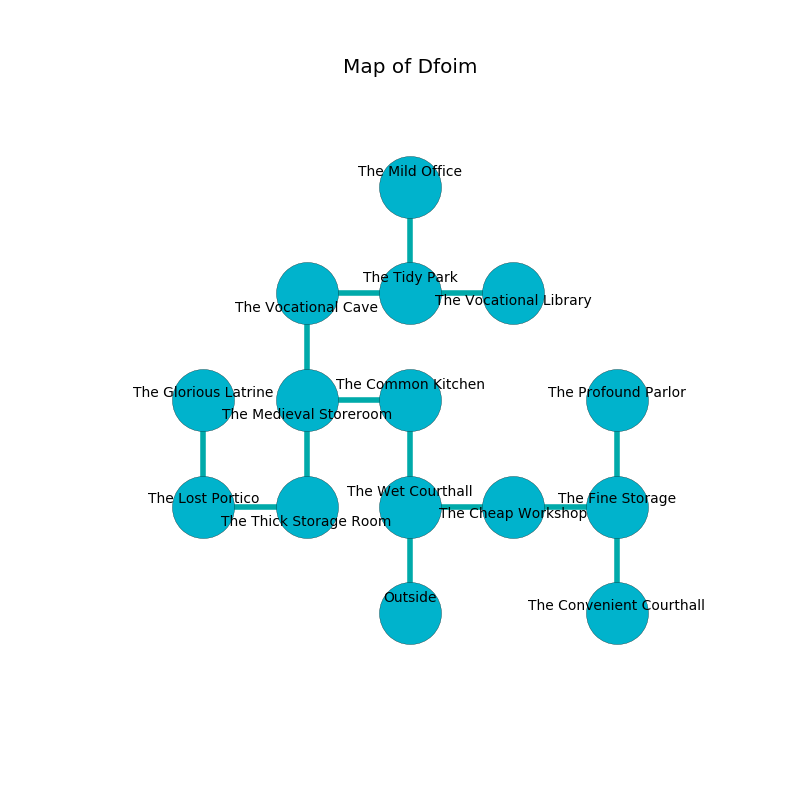 Map of Dfoim
The Mild Office
The Tidy Park
The Vocational Library
The Vocational Cave
The Common Kitchen
The Glorious Latrine
The Profound Parlor
The Medieval Storeroom
The Wet Courthall
The Lost Portico
The Fine Storage
The Cheap Workshop
The Thick Storage Room
Outside
The Convenient Courthall